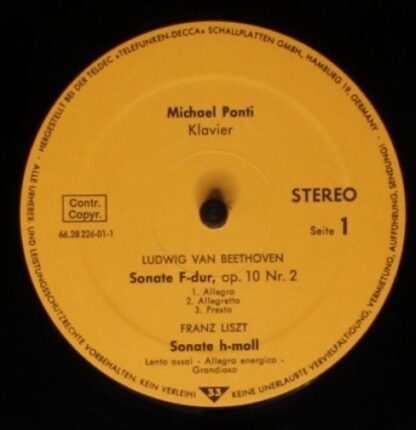 HERGESTELLT BEI DER TELDEC »TELEFUNKEN-DECCA« SCHALLPLATTEN GMBH, HAMBURG 19, GERMANY ·
ALLE URHEBER- UND LEISTUNGSSCHUTZRECHTE VORBEHALTEN. KEIN VERLEIH! KEINE UNERLAUBTE VERVIELFÄLTIGUNG, VERMIETUNG, AUFFÜHRUNG, SENDUNG!
Michael Ponti
Klavier
STEREO
Contr.
Copyr.
Seite 1
66.28 226-01-1
LUDWIG VAN BEETHOVEN
Sonate F-dur, op. 10 Nr. 2
1. Allegro
2. Allegretto
3. Presto
FRANZ LISZT
Sonate h-moll
Lento assai - Allegro energico -
Grandioso
33